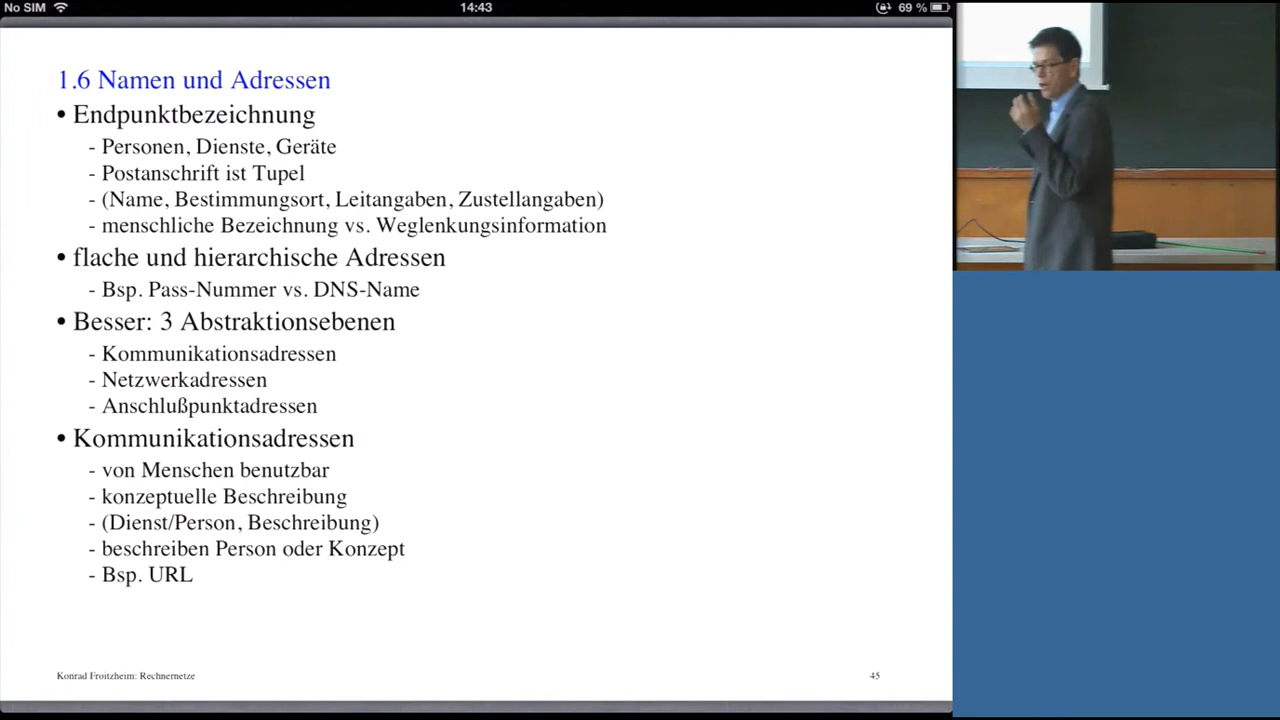 No SIM 14:43 69 %
1.6 Namen und Adressen
• Endpunktbezeichnung
- Personen, Dienste, Geräte
- Postanschrift ist Tupel
- (Name, Bestimmungsort, Leitangaben, Zustellangaben)
- menschliche Bezeichnung vs. Weglenkungsinformation
• flache und hierarchische Adressen
- Bsp. Pass-Nummer vs. DNS-Name
• Besser: 3 Abstraktionsebenen
- Kommunikationsadressen
- Netzwerkadressen
- Anschlußpunktadressen
• Kommunikationsadressen
- von Menschen benutzbar
- konzeptuelle Beschreibung
- (Dienst/Person, Beschreibung)
- beschreiben Person oder Konzept
- Bsp. URL
Konrad Froitzheim: Rechnernetze 45